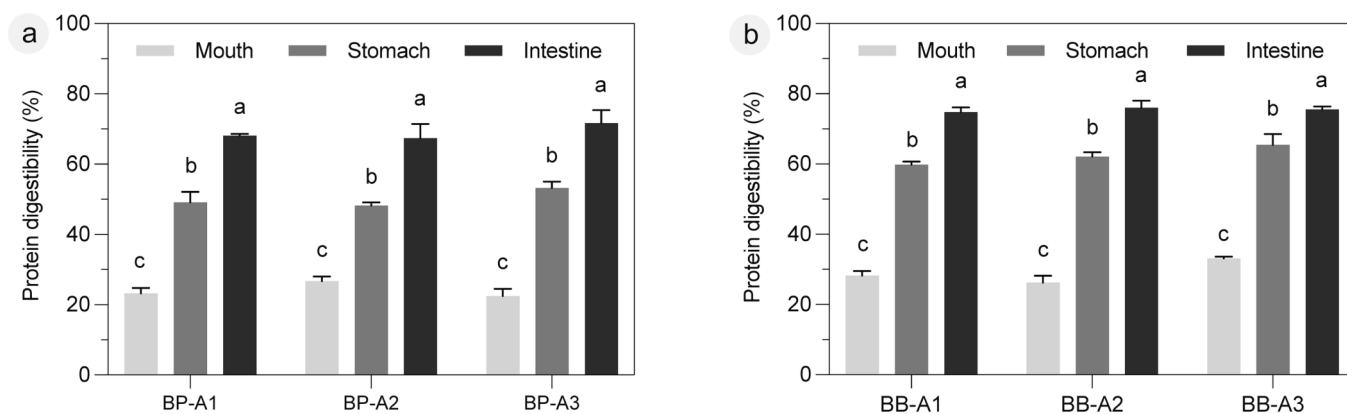 a
Protein digestibility (%)
100
80
60
40
20
0
Mouth Stomach Intestine
c b a c b a c b a
BP-A1 BP-A2 BP-A3
b
Protein digestibility (%)
100
80
60
40
20
0
Mouth Stomach Intestine
c b a c b a c b a
BB-A1 BB-A2 BB-A3